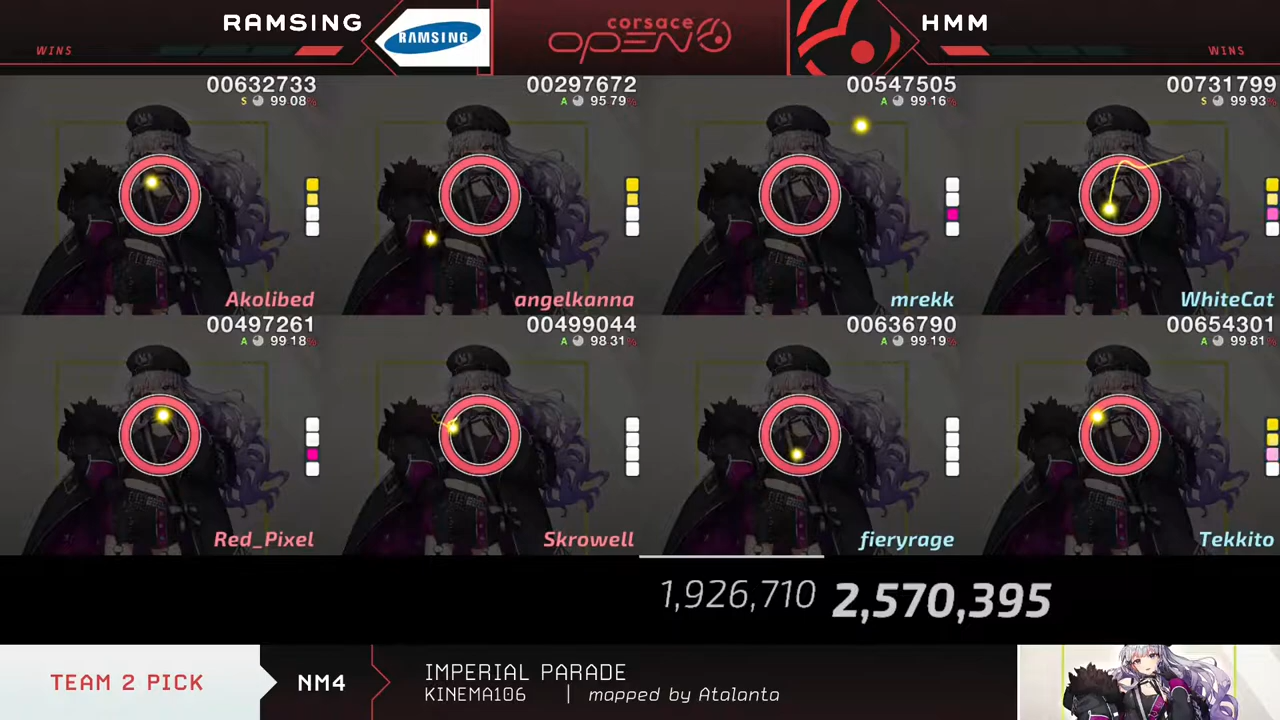 RAMSING
WINS
RAMSING
corsace
OPEN
HMM
WINS
00632733
S 99 08%
00297672
A 95 79%
00547505
A 99 16%
00731799
S 99 93%
Akolibed
angelkanna
mrekk
WhiteCat
00497261
A 99 18%
00499044
A 98 31%
00636790
A 99 19%
00654301
A 99 81%
Red_Pixel
Skrowell
fieryrage
Tekkito
1,926,710
2,570,395
TEAM 2 PICK
NM4
IMPERIAL PARADE
KINEMA106 | mapped by Atalanta